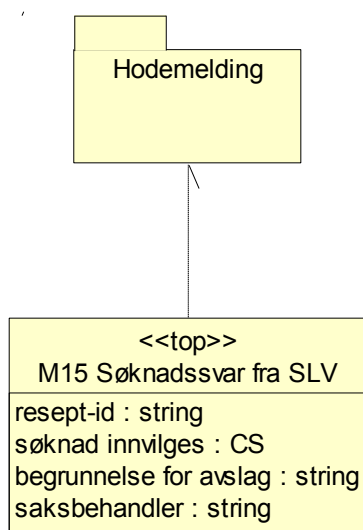 Hodemelding
<<top>>
M15 Søknadssvar fra SLV
resept-id : string
søknad innvilges : CS
begrunnelse for avslag : string
saksbehandler : string